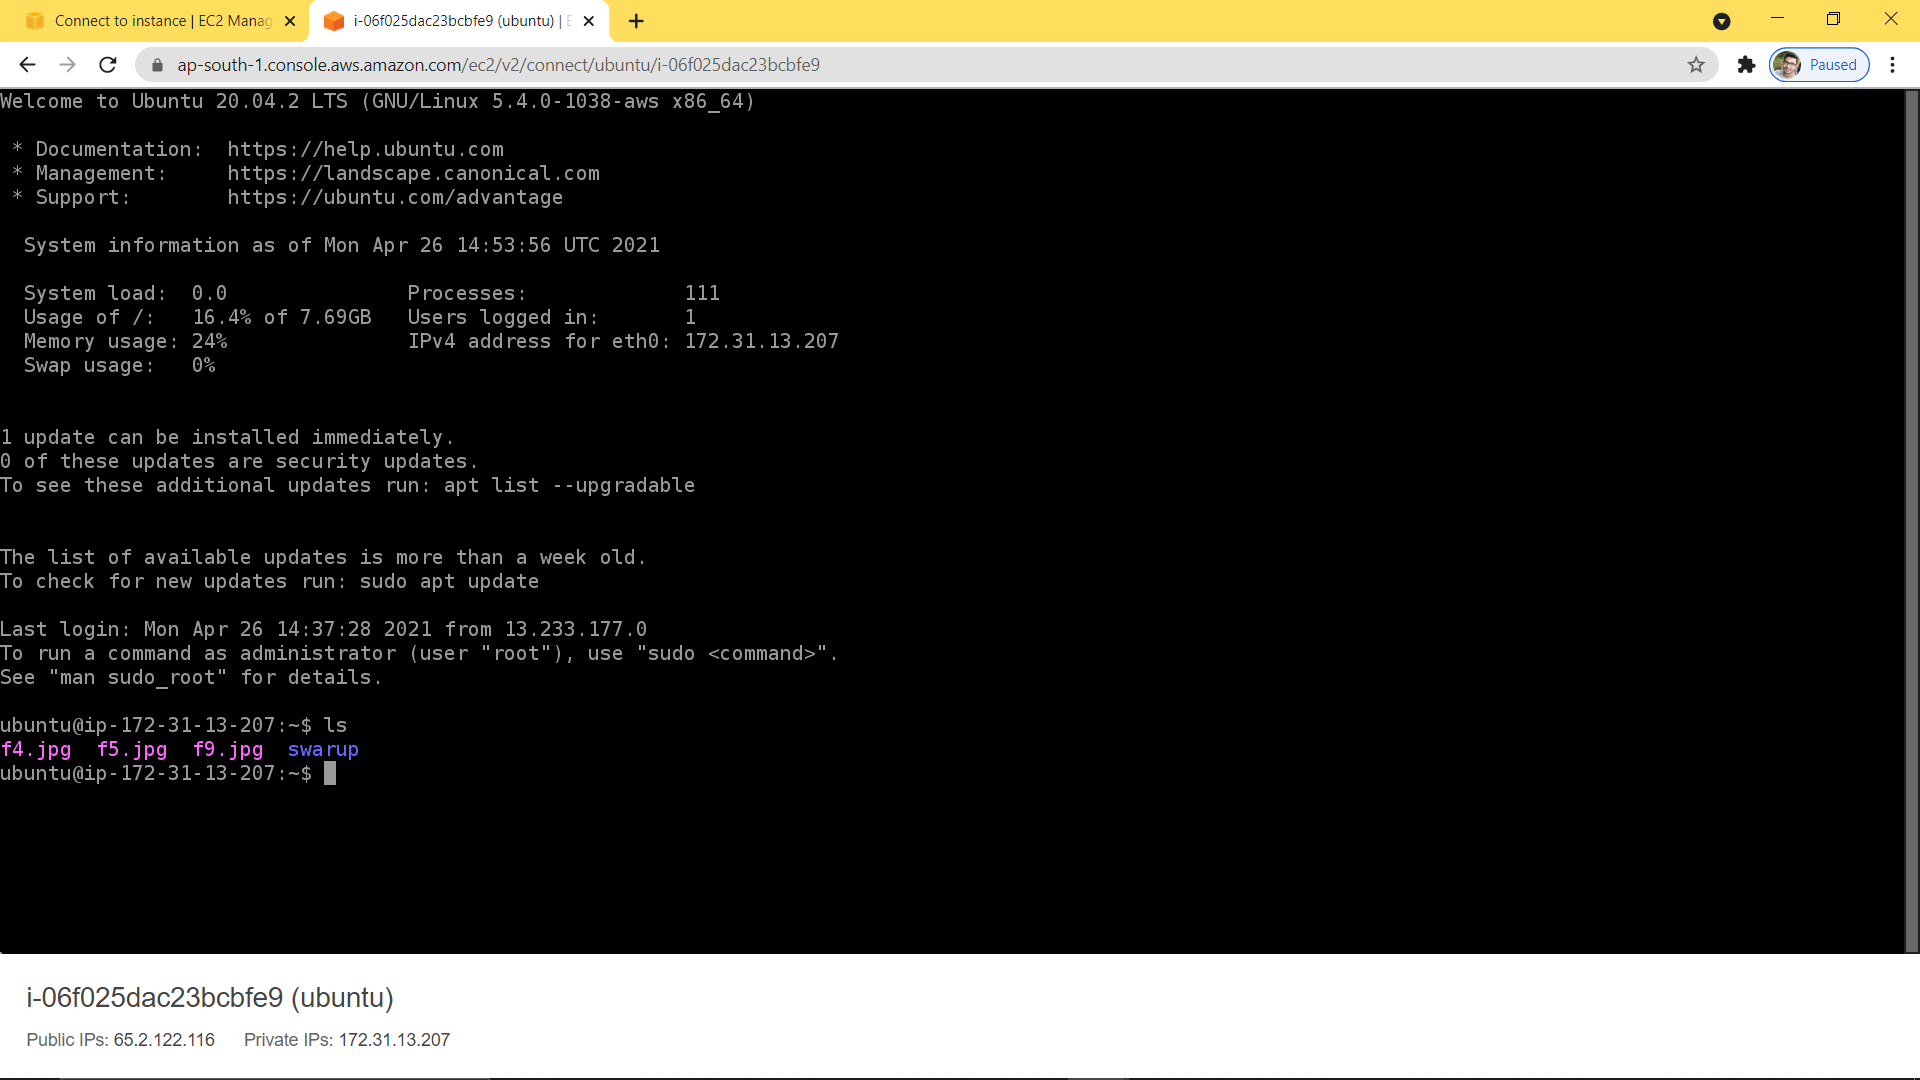 Connect to instance | EC2 Manag
i-06f025dac23bcbfe9 (ubuntu) | E
ap-south-1.console.aws.amazon.com/ec2/v2/connect/ubuntu/i-06f025dac23bcbfe9
Paused
Welcome to Ubuntu 20.04.2 LTS (GNU/Linux 5.4.0-1038-aws x86_64)
* Documentation:  https://help.ubuntu.com
* Management:     https://landscape.canonical.com
* Support:        https://ubuntu.com/advantage
System information as of Mon Apr 26 14:53:56 UTC 2021
System load:  0.0               Processes:             111
Usage of /:   16.4% of 7.69GB   Users logged in:       1
Memory usage: 24%               IPv4 address for eth0: 172.31.13.207
Swap usage:   0%
1 update can be installed immediately.
0 of these updates are security updates.
To see these additional updates run: apt list --upgradable
The list of available updates is more than a week old.
To check for new updates run: sudo apt update
Last login: Mon Apr 26 14:37:28 2021 from 13.233.177.0
To run a command as administrator (user "root"), use "sudo <command>".
See "man sudo_root" for details.
ubuntu@ip-172-31-13-207:~$ ls
f4.jpg  f5.jpg  f9.jpg  swarup
ubuntu@ip-172-31-13-207:~$
i-06f025dac23bcbfe9 (ubuntu)
Public IPs: 65.2.122.116    Private IPs: 172.31.13.207